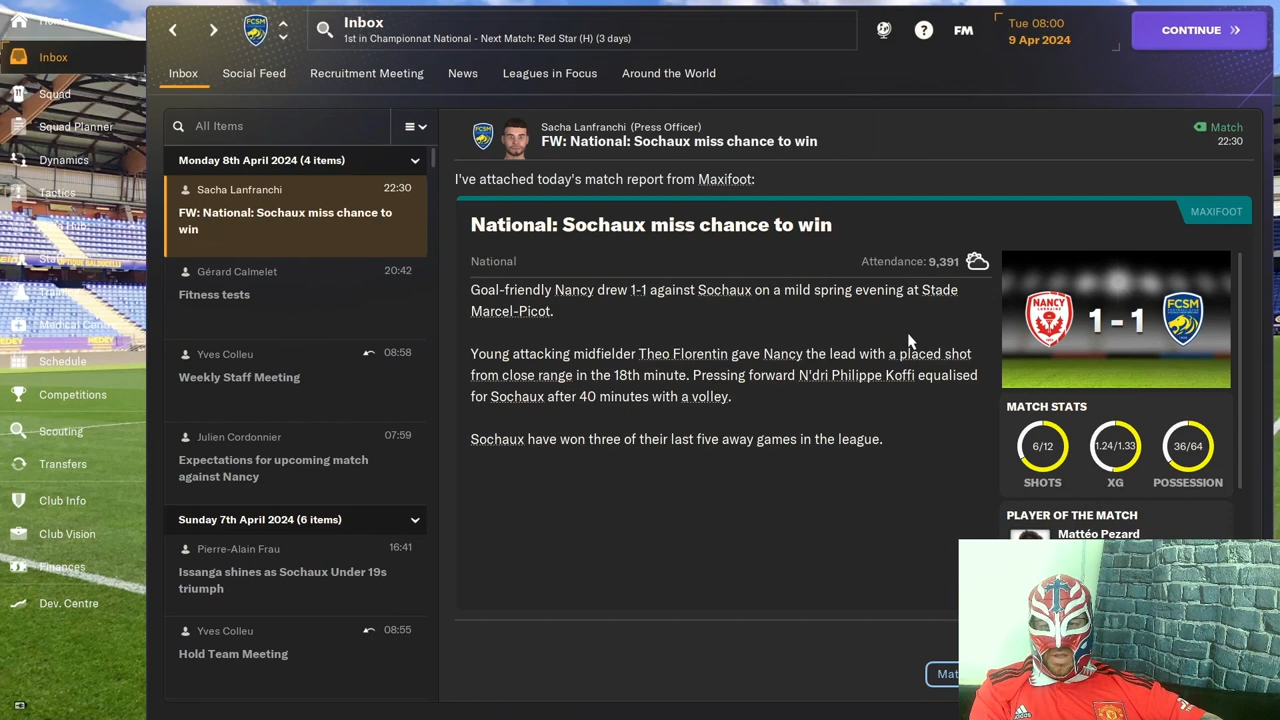 Home
Inbox
Squad
Squad Planner
Dynamics
Tactics
Medical Centre
Schedule
Competitions
Scouting
Transfers
Club Info
Club Vision
Finances
Dev. Centre
FCSM
Inbox
1st in Championnat National - Next Match: Red Star (H) (3 days)
?
FM
Tue 08:00
9 Apr 2024
CONTINUE
Inbox
Social Feed
Recruitment Meeting
News
Leagues in Focus
Around the World
All Items
Monday 8th April 2024 (4 items)
Sacha Lanfranchi
22:30
FW: National: Sochaux miss chance to
win
Gérard Calmelet
20:42
Fitness tests
Yves Colleu
08:58
Weekly Staff Meeting
Julien Cordonnier
07:59
Expectations for upcoming match
against Nancy
Sunday 7th April 2024 (6 items)
Pierre-Alain Frau
16:41
Issanga shines as Sochaux Under 19s
triumph
Yves Colleu
08:55
Hold Team Meeting
FCSM
Sacha Lanfranchi (Press Officer)
FW: National: Sochaux miss chance to win
Match
22:30
I've attached today's match report from Maxifoot:
MAXIFOOT
National: Sochaux miss chance to win
National
Attendance: 9,391
Goal-friendly Nancy drew 1-1 against Sochaux on a mild spring evening at Stade
Marcel-Picot.
Young attacking midfielder Theo Florentin gave Nancy the lead with a placed shot
from close range in the 18th minute. Pressing forward N'dri Philippe Koffi equalised
for Sochaux after 40 minutes with a volley.
Sochaux have won three of their last five away games in the league.
NANCY
LORRAINE
1 - 1
FCSM
MATCH STATS
6/12
1.24/1.33
36/64
SHOTS
XG
POSSESSION
PLAYER OF THE MATCH
Mattéo Pezard
Mat